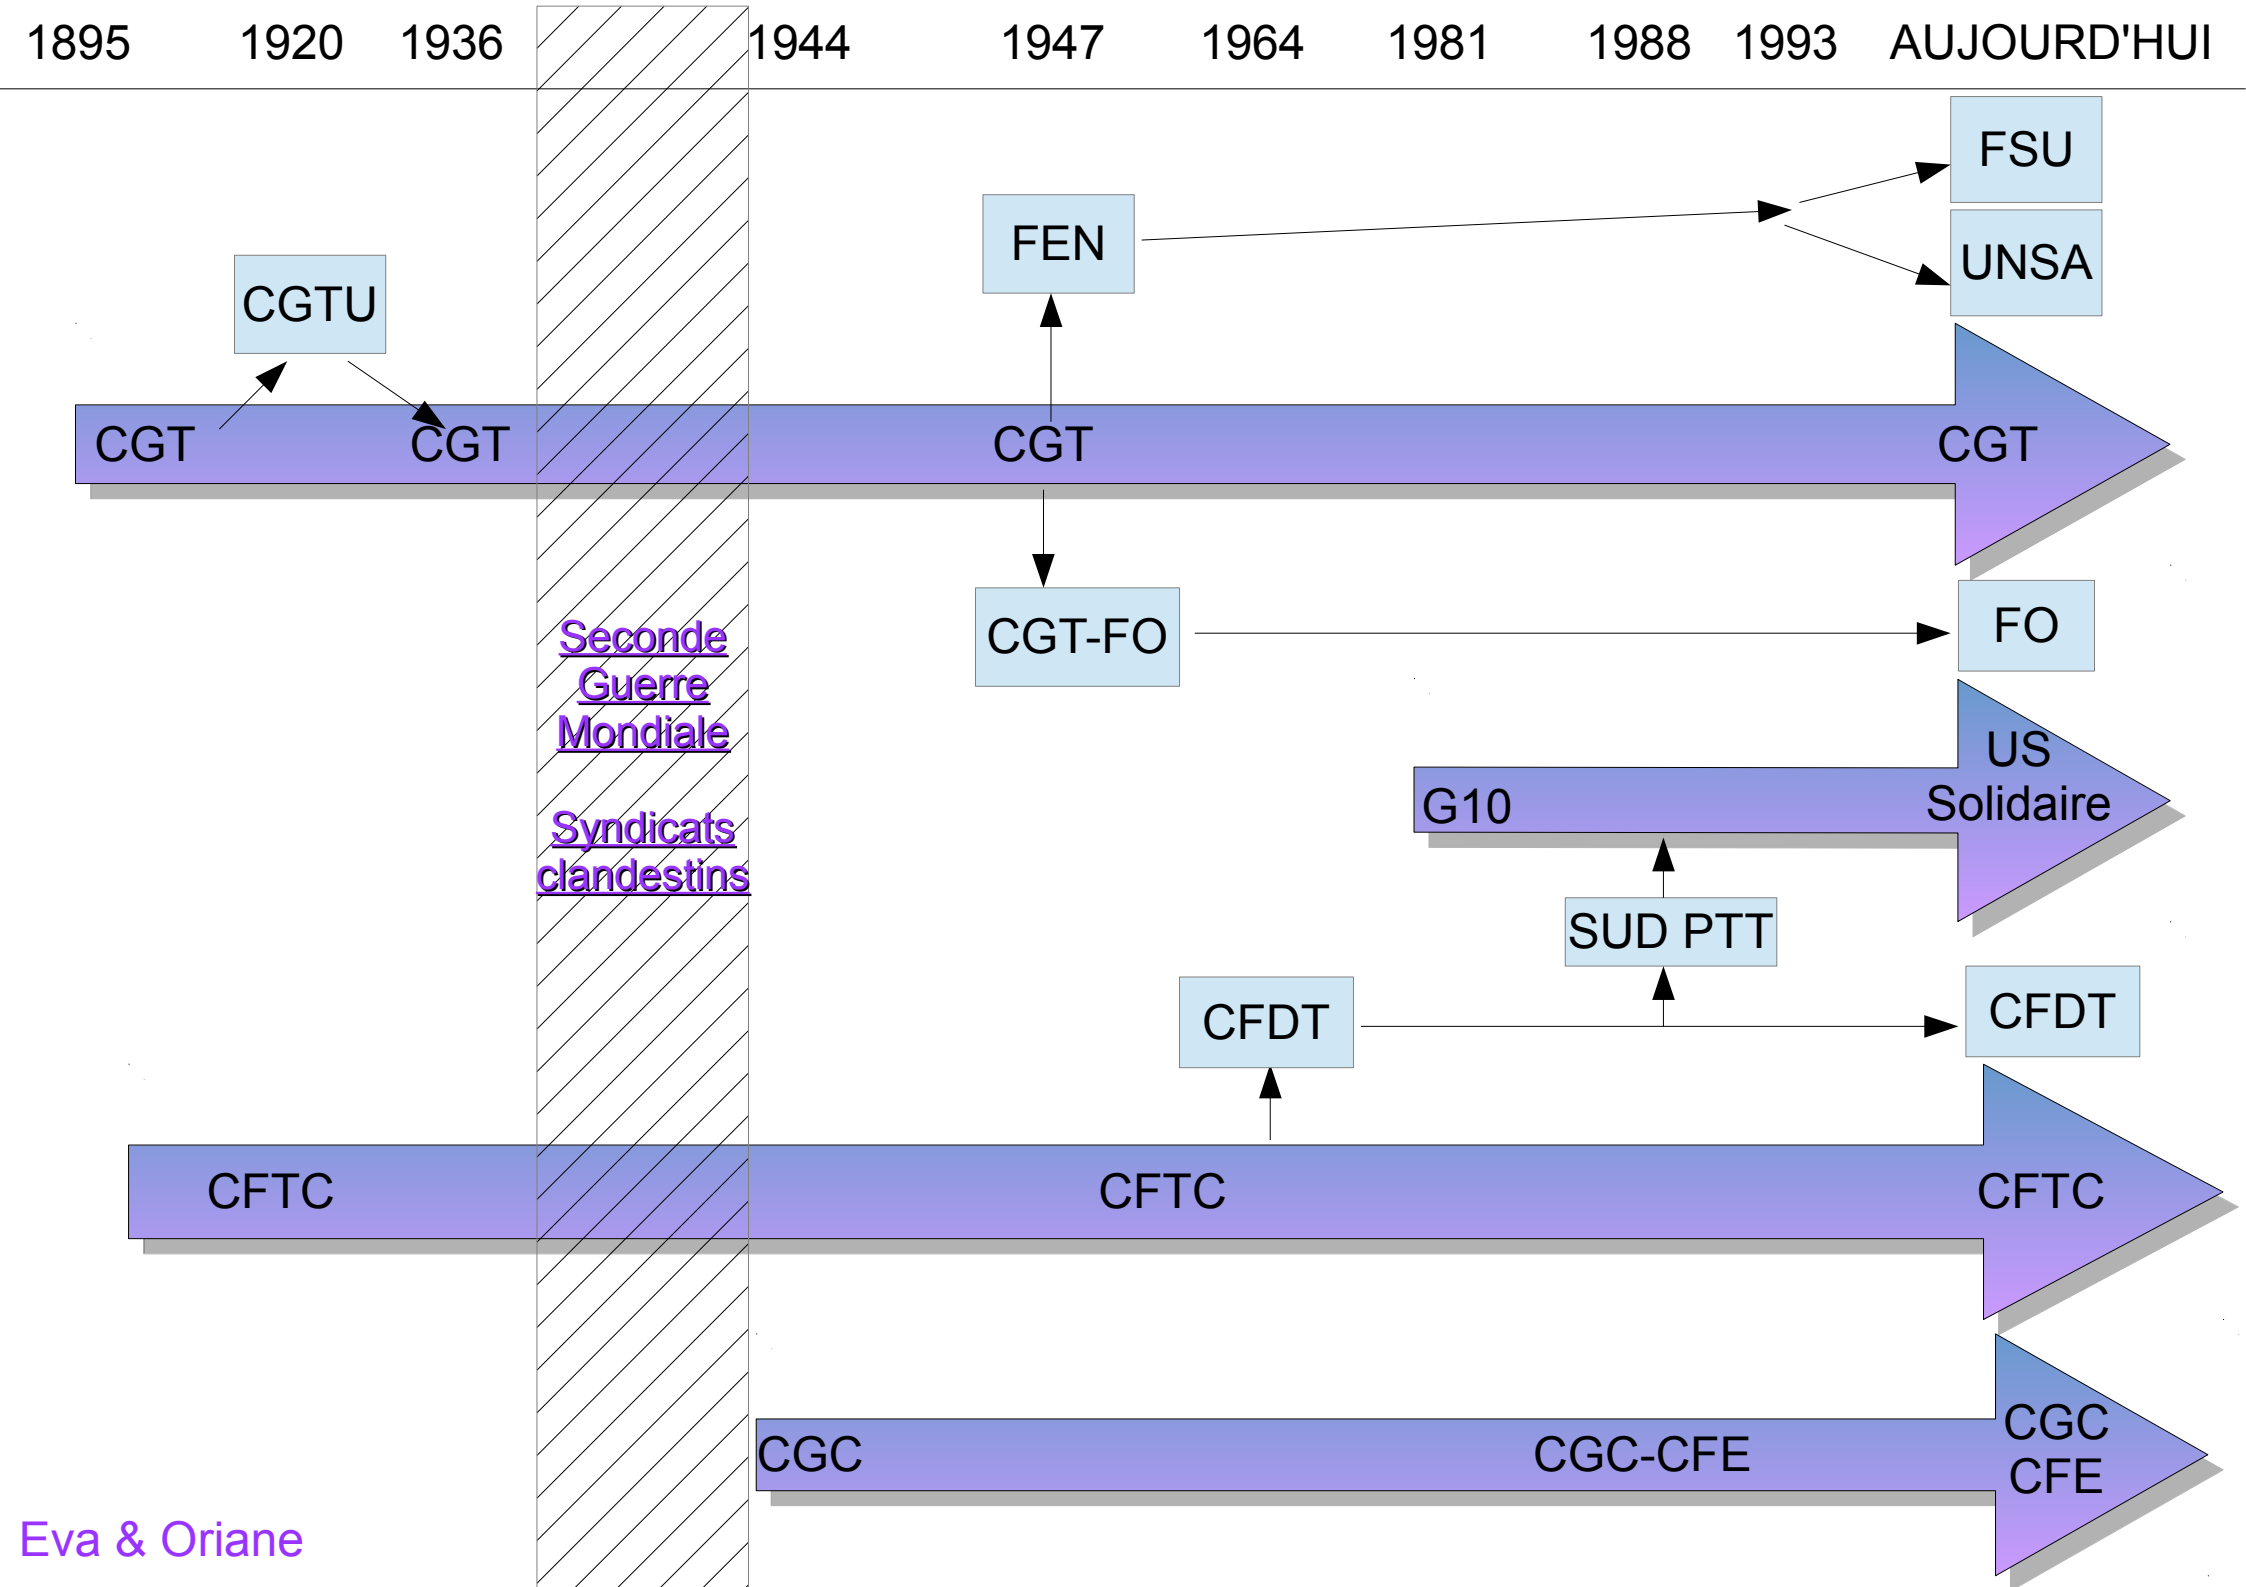 1895 1920 1936 1944 1947 1964 1981 1988 1993 AUJOURD'HUI
FSU
FEN
UNSA
CGTU
CGT CGT CGT CGT
CGT-FO FO
Seconde
Guerre
Mondiale
Syndicats
clandestins
US
Solidaire
G10
SUD PTT
CFDT CFDT
CFTC CFTC CFTC
CGC CGC-CFE
CGC
CFE
Eva & Oriane